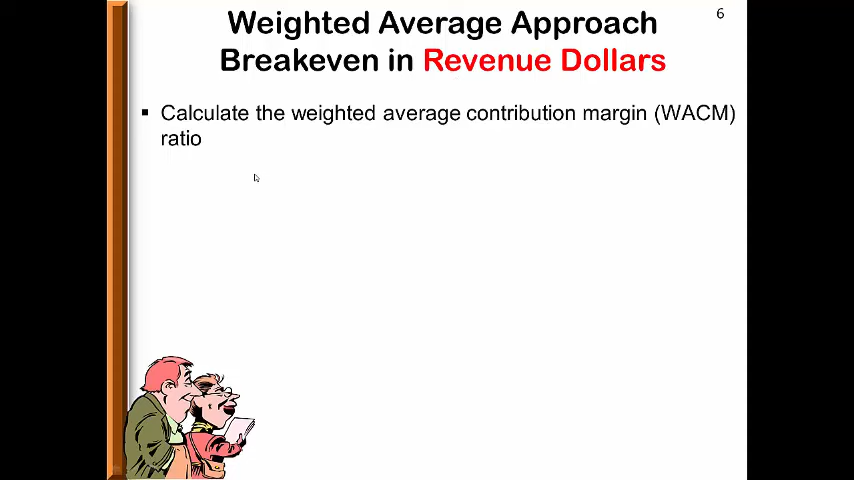 6
Weighted Average Approach
Breakeven in Revenue Dollars
▪ Calculate the weighted average contribution margin (WACM)
ratio